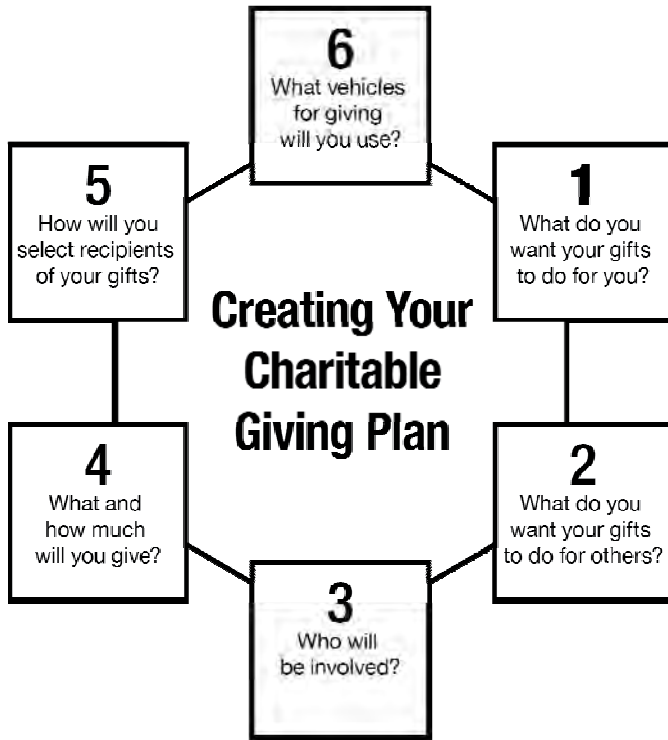 6
What vehicles
for giving
will you use?
5
How will you
select recipients
of your gifts?
1
What do you
want your gifts
to do for you?
Creating Your
Charitable
Giving Plan
4
What and
how much
will you give?
2
What do you
want your gifts
to do for others?
3
Who will
be involved?